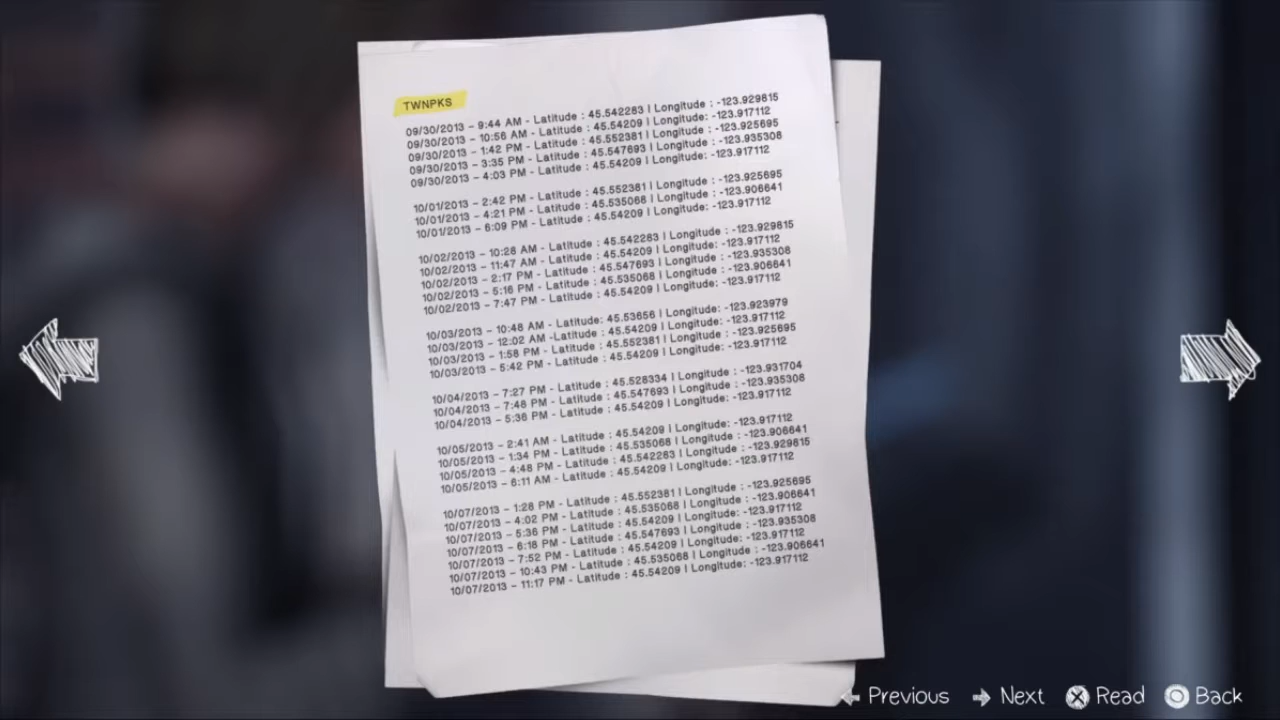 TWNPKS
09/30/2013 - 9:44 AM - Latitude : 45.542283 | Longitude : -123.929815
09/30/2013 - 10:56 AM - Latitude : 45.54209 | Longitude: -123.917112
09/30/2013 - 1:42 PM - Latitude : 45.552381 | Longitude : -123.925695
09/30/2013 - 3:35 PM - Latitude : 45.547693 | Longitude : -123.935308
09/30/2013 - 4:03 PM - Latitude : 45.54209 | Longitude: -123.917112
10/01/2013 - 2:42 PM - Latitude : 45.552381 | Longitude : -123.925695
10/01/2013 - 4:21 PM - Latitude : 45.535068 | Longitude : -123.906641
10/01/2013 - 6:09 PM - Latitude : 45.54209 | Longitude: -123.917112
10/02/2013 - 10:28 AM - Latitude : 45.542283 | Longitude : -123.929815
10/02/2013 - 11:47 AM - Latitude : 45.54209 | Longitude: -123.917112
10/02/2013 - 2:17 PM - Latitude : 45.547693 | Longitude : -123.935308
10/02/2013 - 5:16 PM - Latitude : 45.535068 | Longitude : -123.906641
10/02/2013 - 7:47 PM - Latitude : 45.54209 | Longitude: -123.917112
10/03/2013 - 10:48 AM - Latitude: 45.53656 | Longitude: -123.923979
10/03/2013 - 12:02 AM -Latitude : 45.54209 | Longitude: -123.917112
10/03/2013 - 1:58 PM - Latitude : 45.552381 | Longitude : -123.925695
10/03/2013 - 5:42 PM - Latitude : 45.54209 | Longitude: -123.917112
10/04/2013 - 7:27 PM - Latitude : 45.528334 | Longitude : -123.931704
10/04/2013 - 7:48 PM - Latitude : 45.547693 | Longitude : -123.935308
10/04/2013 - 5:36 PM - Latitude : 45.54209 | Longitude: -123.917112
10/05/2013 - 2:41 AM - Latitude : 45.54209 | Longitude: -123.917112
10/05/2013 - 1:34 PM - Latitude : 45.535068 | Longitude : -123.906641
10/05/2013 - 4:48 PM - Latitude : 45.542283 | Longitude : -123.929815
10/05/2013 - 6:11 AM - Latitude : 45.54209 | Longitude: -123.917112
10/07/2013 - 1:28 PM - Latitude : 45.552381 | Longitude : -123.925695
10/07/2013 - 4:02 PM - Latitude : 45.535068 | Longitude : -123.906641
10/07/2013 - 5:36 PM - Latitude : 45.54209 | Longitude: -123.917112
10/07/2013 - 6:18 PM - Latitude : 45.547693 | Longitude : -123.935308
10/07/2013 - 7:52 PM - Latitude : 45.54209 | Longitude: -123.917112
10/07/2013 - 10:43 PM - Latitude : 45.535068 | Longitude : -123.906641
10/07/2013 - 11:17 PM - Latitude : 45.54209 | Longitude: -123.917112
Previous Next Read Back